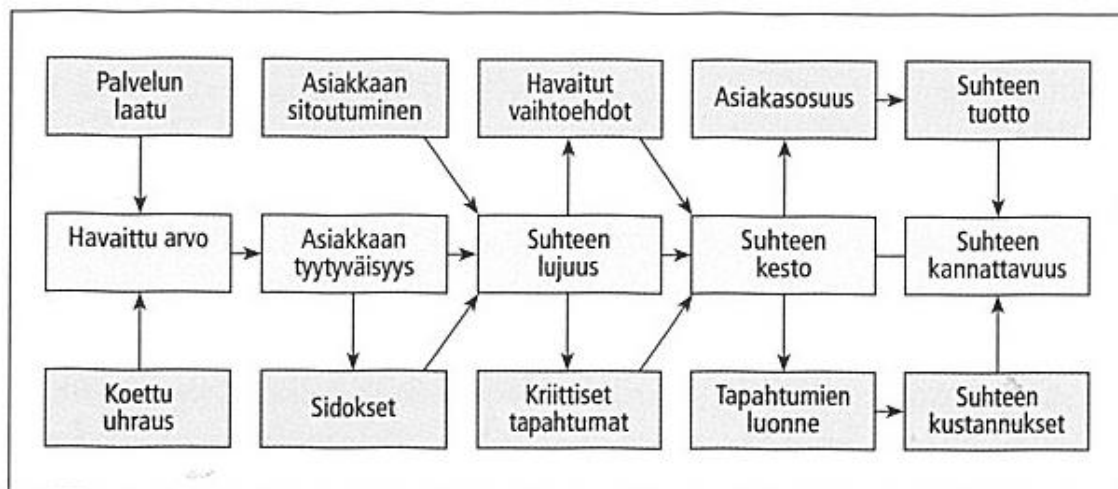 Palvelun
laatu
Asiakkaan
sitoutuminen
Havaitut
vaihtoehdot
Asiakasosuus
Suhteen
tuotto
Havaittu arvo
Asiakkaan
tyytyväisyys
Suhteen
lujuus
Suhteen
kesto
Suhteen
kannattavuus
Koettu
uhraus
Sidokset
Kriittiset
tapahtumat
Tapahtumien
luonne
Suhteen
kustannukset